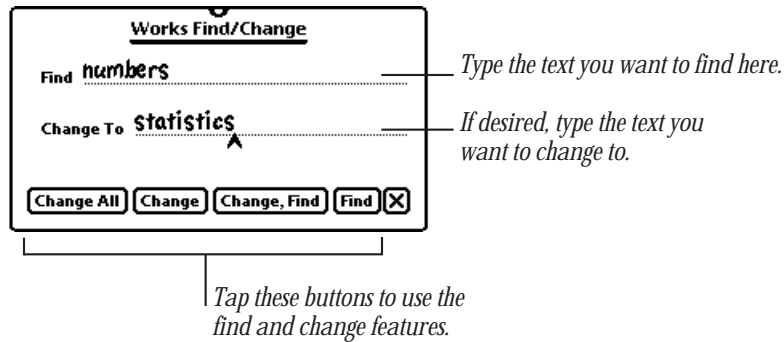 Works Find/Change
Find numbers
Type the text you want to find here.
Change To statistics
If desired, type the text you
want to change to.
Change All Change Change, Find Find X
Tap these buttons to use the
find and change features.